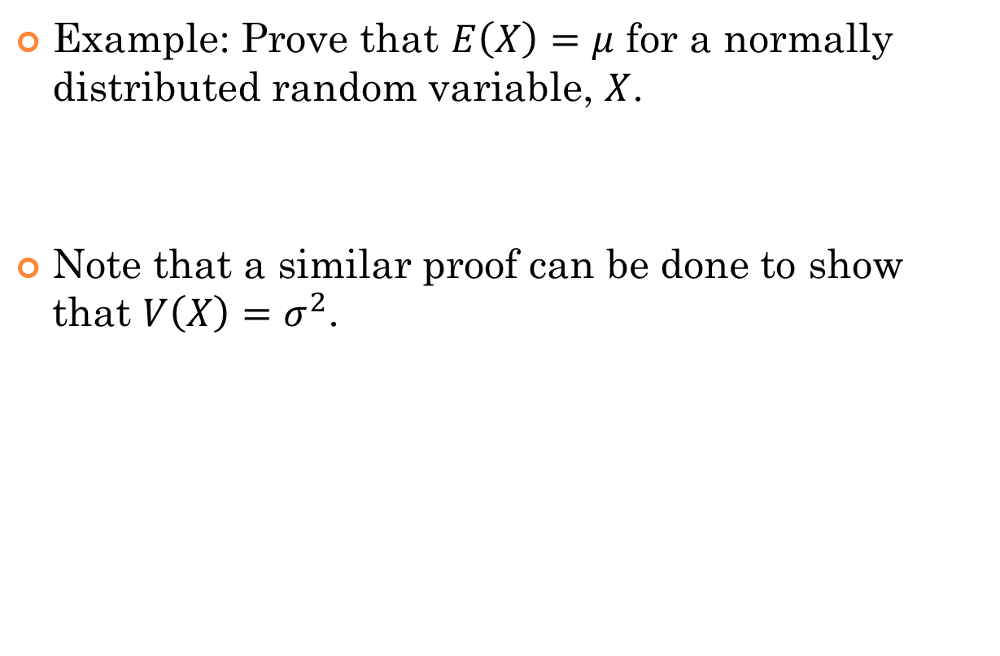 Example: Prove that E(X) = μ for a normally
distributed random variable, X.
Note that a similar proof can be done to show
that V(X) = σ².